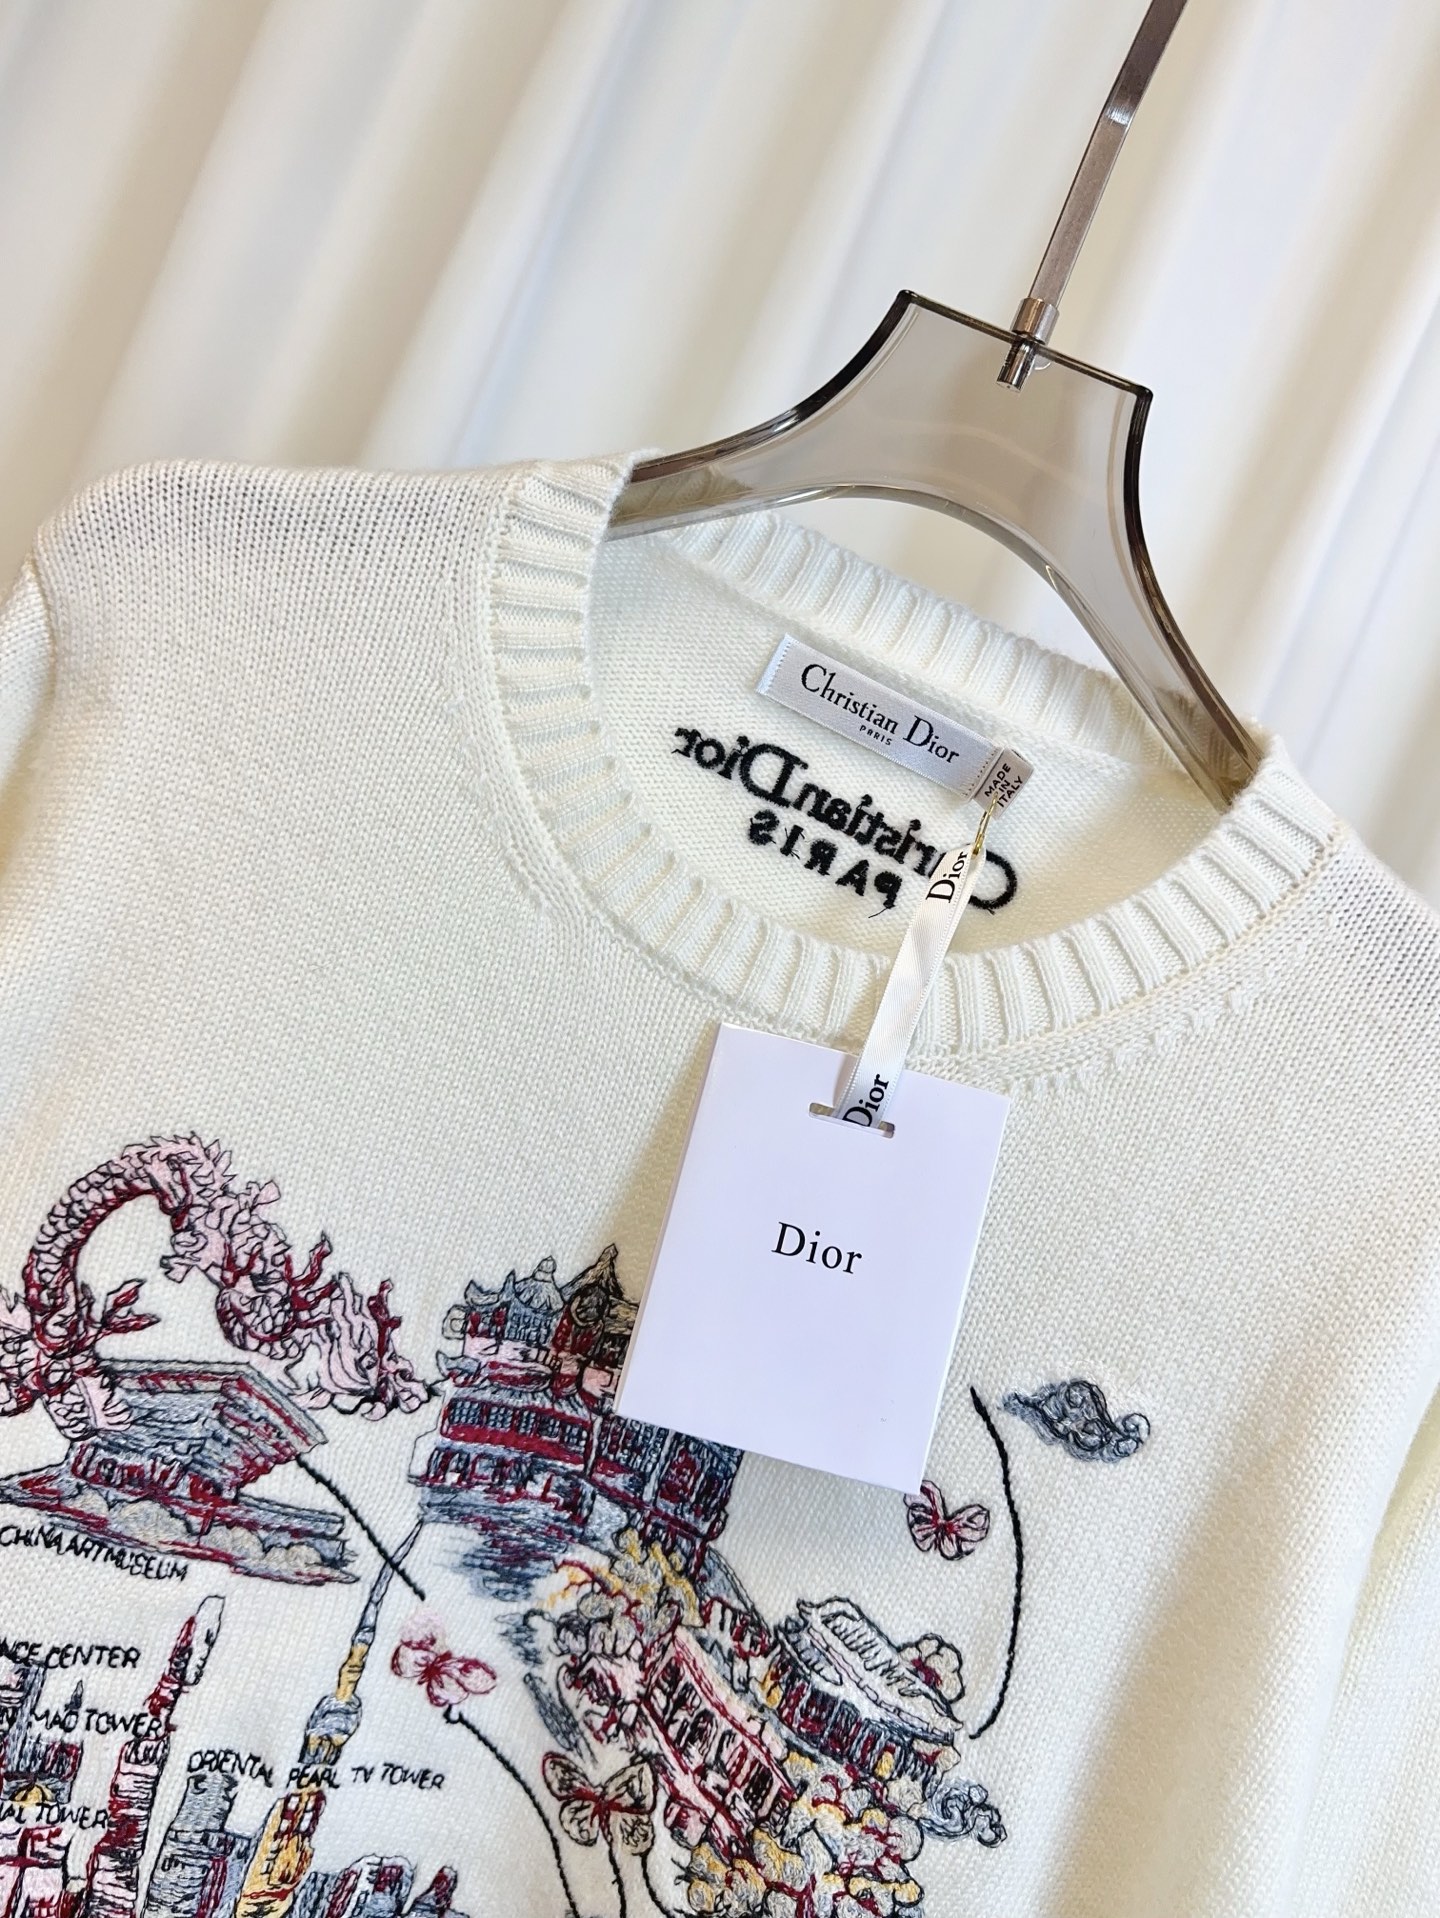 Christian Dior
PARIS
MADE
IN
ITALY
Christian Dior
PARIS
Dior
Dior
Dior
CHINA ART MUSEUM
CENTER
MAO TOWER
ORIENTAL PEARL TV TOWER
TOWER